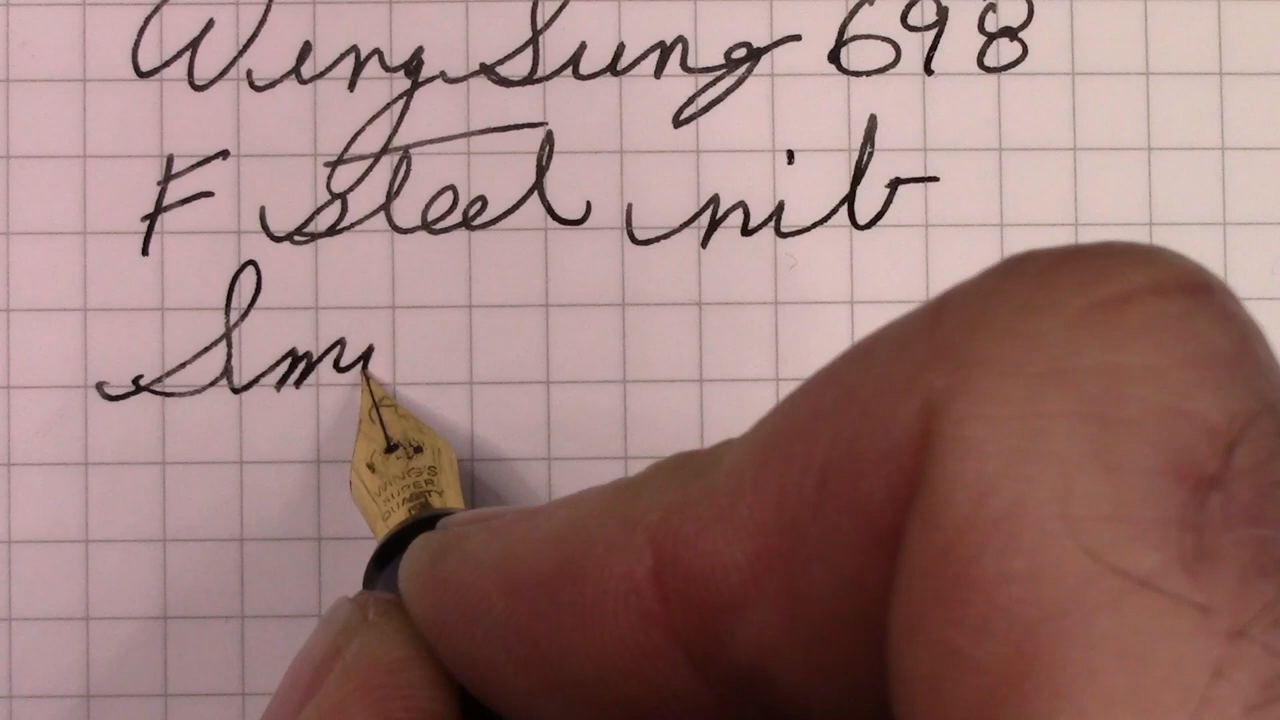 Wing Sung 698
F Steel nib
Sm
WING'S
SUPER
QUALITY